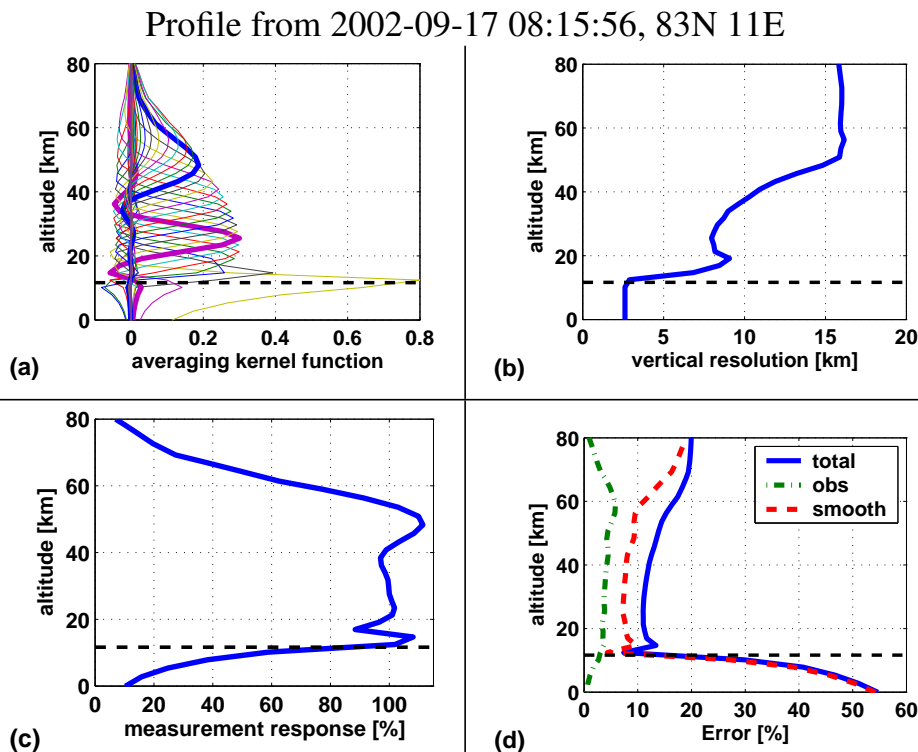 Profile from 2002-09-17 08:15:56, 83N 11E
80
60
40
20
0
altitude [km]
0 0.2 0.4 0.6 0.8
averaging kernel function
(a)
80
60
40
20
0
altitude [km]
0 5 10 15 20
vertical resolution [km]
(b)
80
60
40
20
0
altitude [km]
0 20 40 60 80 100
measurement response [%]
(c)
80
60
40
20
0
altitude [km]
total
obs
smooth
0 10 20 30 40 50 60
Error [%]
(d)